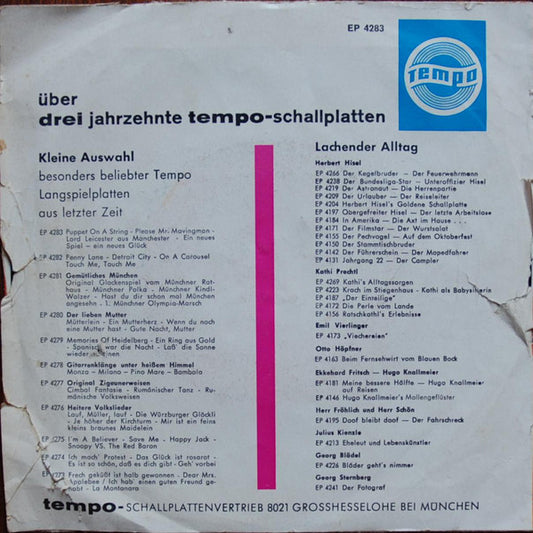 EP 4283
TEMPO
über
drei jahrzehnte tempo-schallplatten
Kleine Auswahl
besonders beliebter Tempo
Langspielplatten
aus letzter Zeit
EP 4283 Puppet On A String - Please Mr. Mavingman -
Lord Leicester aus Manchester - Ein neues
Spiel - ein neues Glück
EP 4282 Penny Lane - Detroit City - On A Carousel
Touch Me, Touch Me
EP 4281 Gemütliches München
Original Glockenspiel vom Münchner Rat-
haus - Münchner Polka - Münchner Kindl-
Walzer - Hast du dir schon mal München
angesehn - 1. Münchner Olympia-Marsch
EP 4280 Der lieben Mutter
Mütterlein - Ein Mutterherz - Wenn du noch
eine Mutter hast - Gute Nacht, Mutter
EP 4279 Memories Of Heidelberg - Ein Ring aus Gold
- Spanisch war die Nacht - Laß' die Sonne
wieder scheinen
EP 4278 Gitarrenklänge unter heißem Himmel
Monza - Milano - Pino Mare - Bambola
EP 4277 Original Zigeunerweisen
Cimbal Fantasie - Rumänischer Tanz - Ru-
mänische Volksweisen
EP 4276 Heitere Volkslieder
Lauf, Müller, lauf - Die Würzburger Glöckli
- Je höher der Kirchturm - Mir ist ein feins
kleins braunes Maidelein
EP 4275 I'm A Believer - Save Me - Happy Jack -
Snoopy VS. The Red Baron
EP 4274 Ich mach' Protest - Das Glück ist rosarot -
Es ist so schön, daß es dich gibt - Geh' vorbei
EP 4273 Frech geküßt ist halb gewonnen - Dear Mrs.
Applebee / Ich hab' einen guten Freund ge-
habt - La Montanara
Lachender Alltag
Herbert Hisel
EP 4266 Der Kegelbruder — Der Feuerwehrmann
EP 4238 Der Bundesliga-Star — Unteroffizier Hisel
EP 4219 Der Astronaut — Die Herrenpartie
EP 4209 Der Urlauber — Der Reiseleiter
EP 4204 Herbert Hisel's Goldene Schallplatte
EP 4197 Obergefreiter Hisel — Der letzte Arbeitslose
EP 4184 In Amerika — Die Axt im Haus . . .
EP 4171 Der Filmstar — Der Wurstsalat
EP 4155 Der Pechvogel — Auf dem Oktoberfest
EP 4150 Der Stammtischbruder
EP 4142 Der Führerschein — Der Mopedfahrer
EP 4131 Jahrgang 22 — Der Campler
Kathi Prechtl
EP 4269 Kathi's Alltagssorgen
EP 4223 Krach im Stiegenhaus - Kathi als Babysitterin
EP 4187 „Der Einseilige"
EP 4172 Die Perle vom Lande
EP 4156 Ratschkathl's Erlebnisse
Emil Vierlinger
EP 4173 „Viechereien"
Otto Höpfner
EP 4163 Beim Fernsehwirt vom Blauen Bock
Ekkehard Fritsch — Hugo Knallmeier
EP 4181 Meine bessere Hälfte — Hugo Knallmeier
auf Reisen
EP 4146 Hugo Knallmeier's Mollengeflüster
Herr Fröhlich und Herr Schön
EP 4195 Doof bleibt doof — Der Fahrschreck
Julius Kienzle
EP 4213 Eheleut und Lebenskünstler
Georg Blädel
EP 4226 Bläder geht's nimmer
Georg Sternberg
EP 4241 Der Fotograf
tempo-SCHALLPLATTENVERTRIEB 8021 GROSSHESSELOHE BEI MÜNCHEN